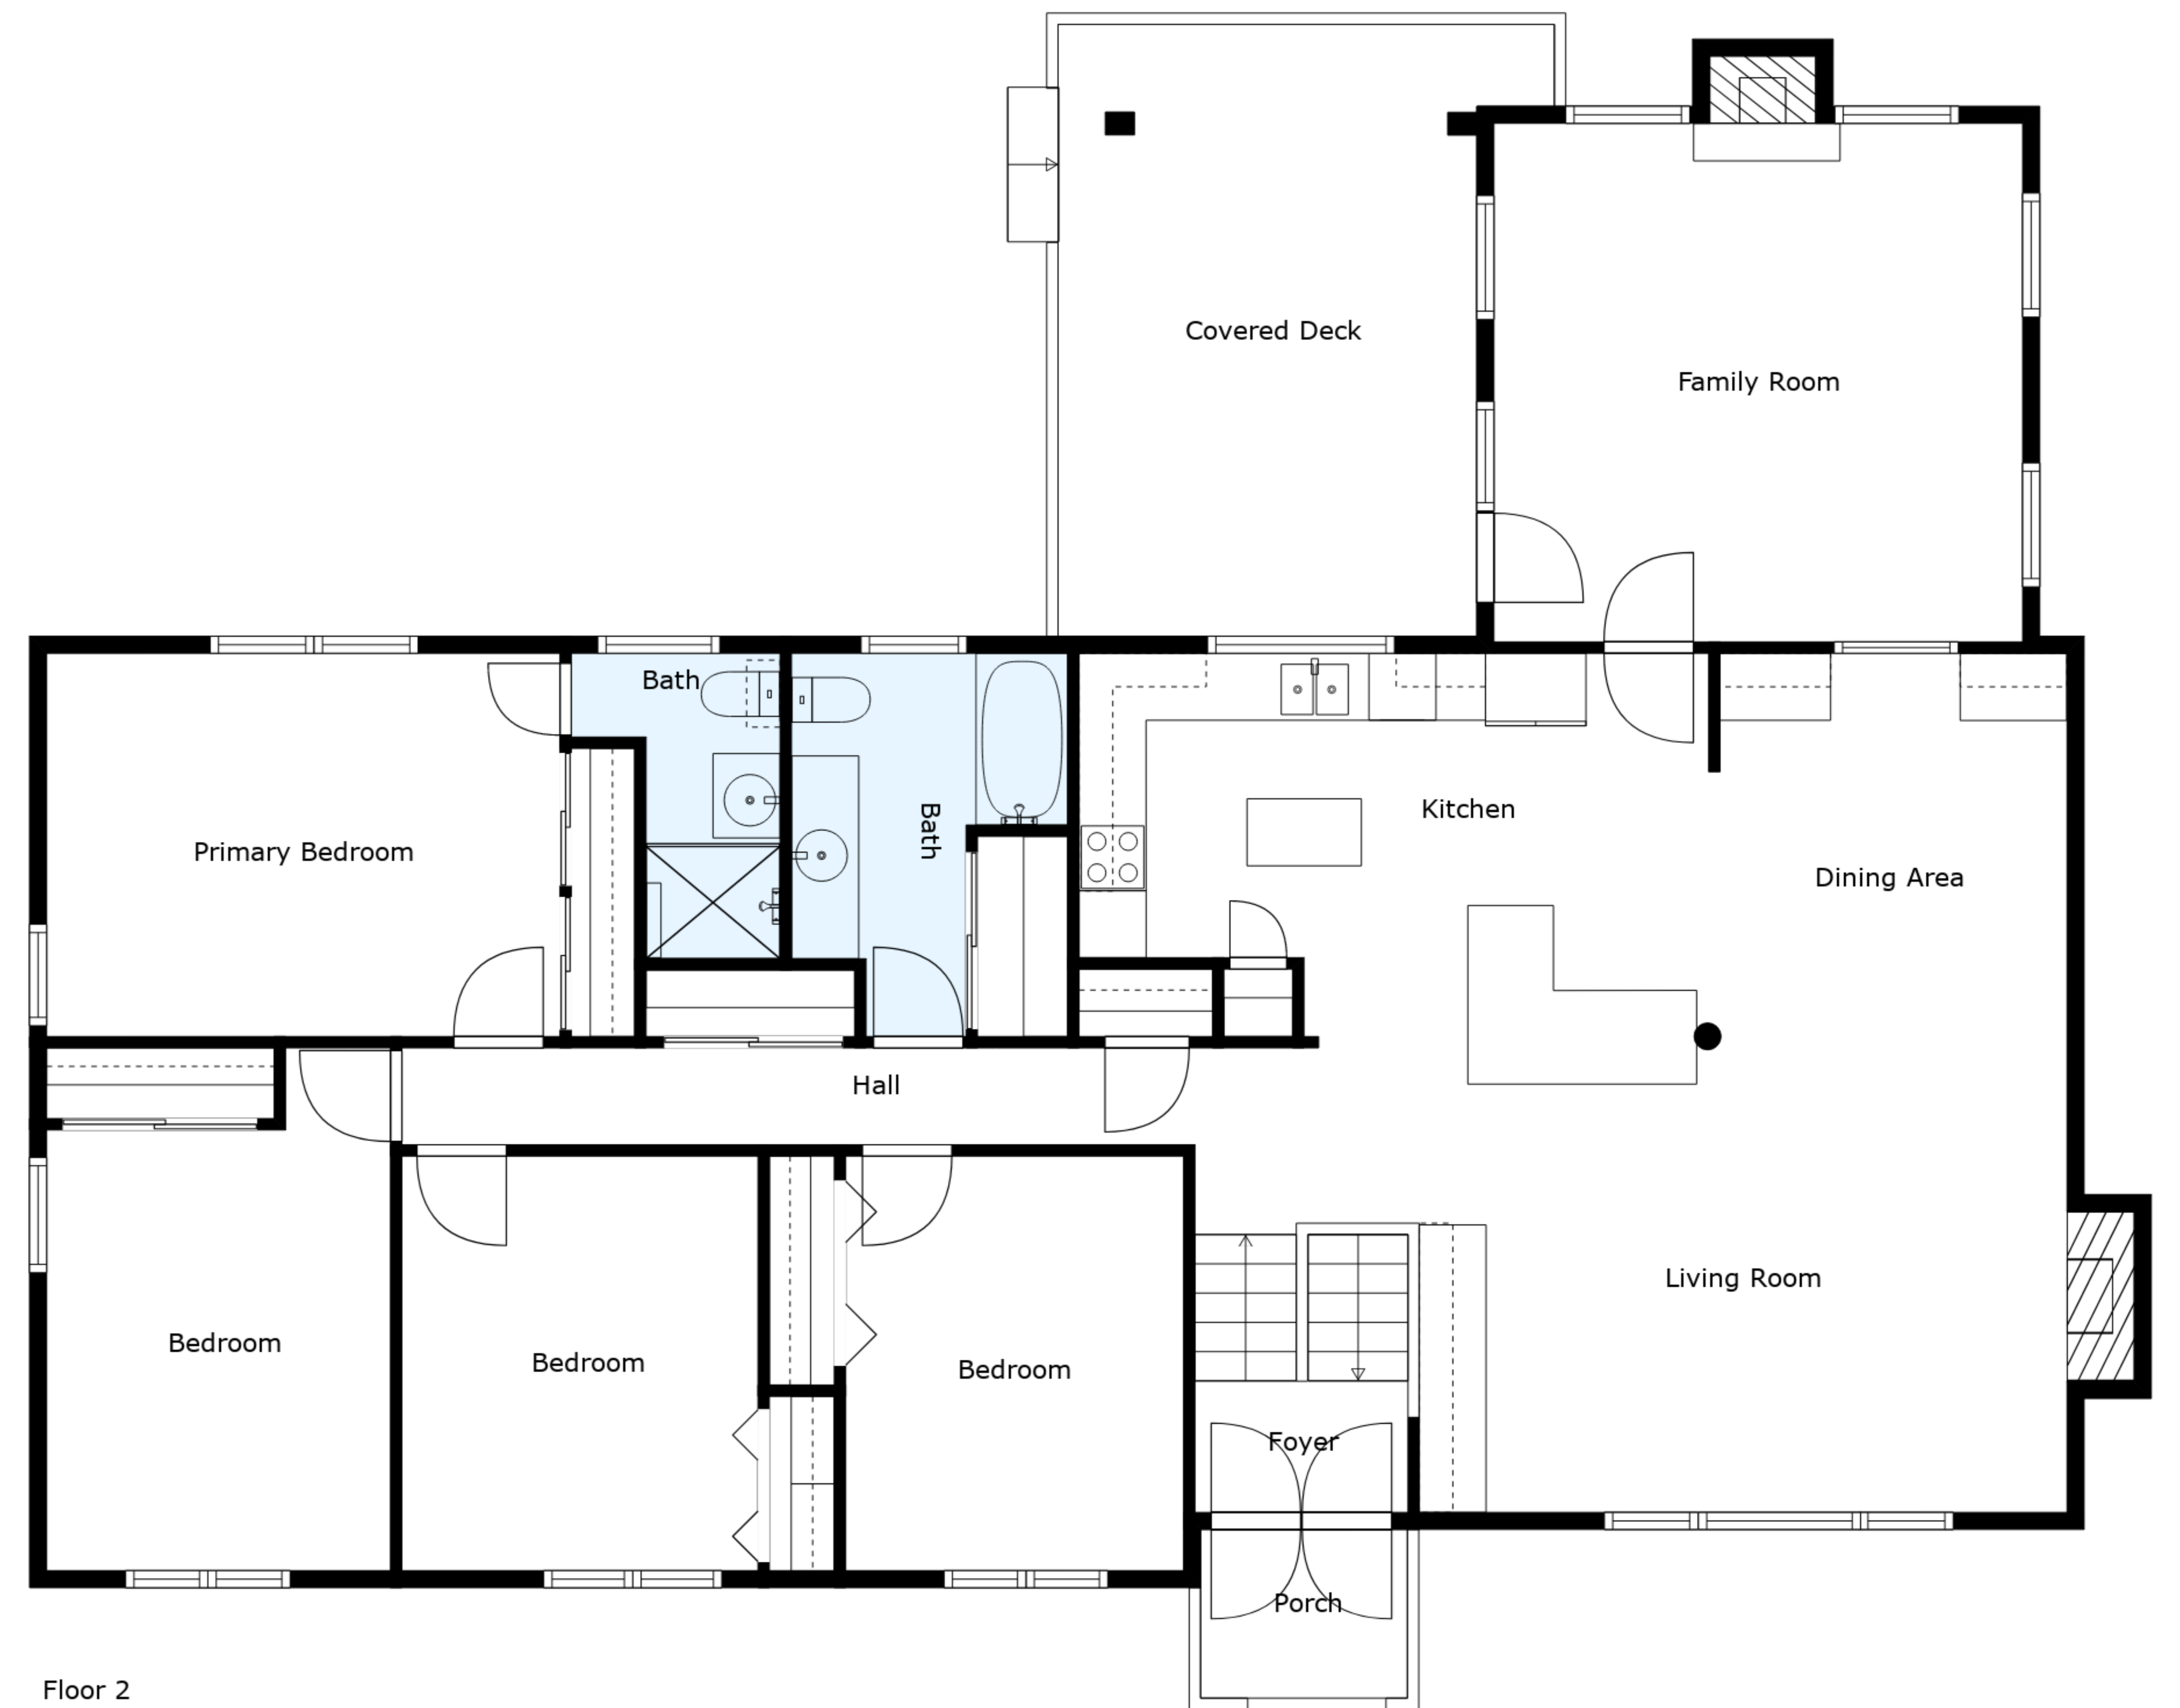 Covered Deck
Family Room
Bath
Primary Bedroom
Bath
Kitchen
Dining Area
Hall
Bedroom
Bedroom
Bedroom
Living Room
Foyer
Porch
Floor 2